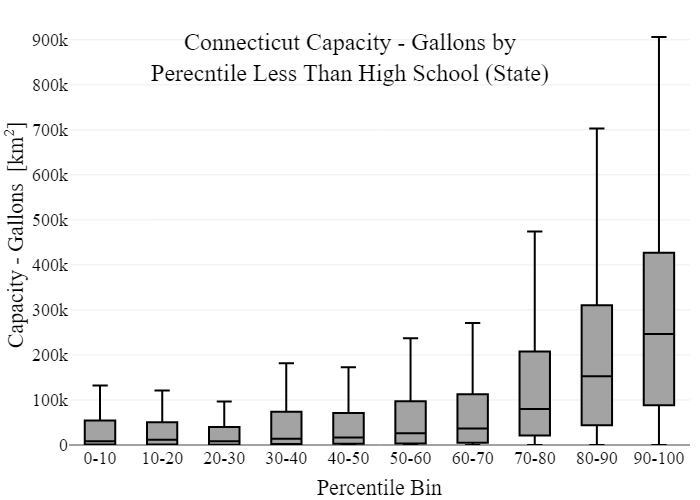 Connecticut Capacity - Gallons by
Perecntile Less Than High School (State)
Capacity - Gallons [km²]
900k
800k
700k
600k
500k
400k
300k
200k
100k
0
0-10 10-20 20-30 30-40 40-50 50-60 60-70 70-80 80-90 90-100
Percentile Bin